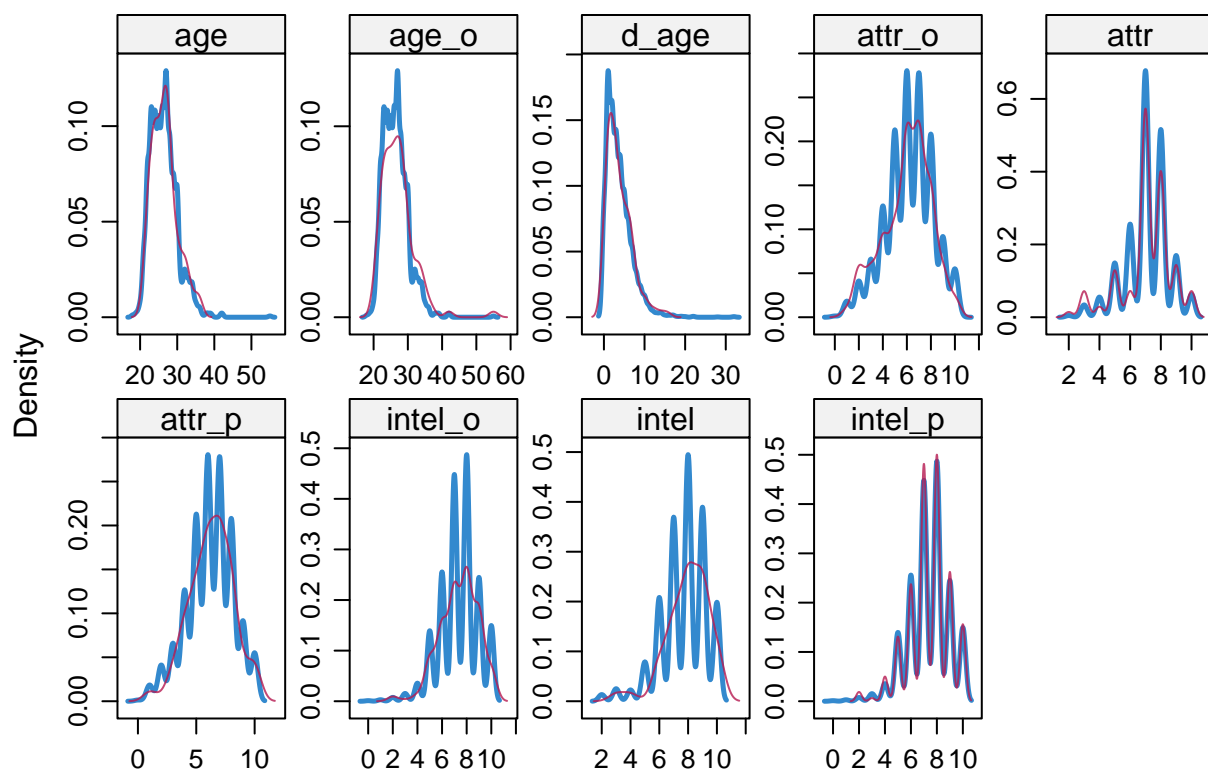 age
age_o
d_age
attr_o
attr
0.00 0.05 0.10
0.00 0.05 0.10
0.00 0.05 0.10 0.15
0.00 0.10 0.20
0.0 0.2 0.4 0.6
20 30 40 50
20 30 40 50 60
0 10 20 30
0 2 4 6 8 10
2 4 6 8 10
Density
attr_p
intel_o
intel
intel_p
0.00 0.10 0.20
0.0 0.1 0.2 0.3 0.4 0.5
0.0 0.1 0.2 0.3 0.4 0.5
0.0 0.1 0.2 0.3 0.4 0.5
0 5 10
0 2 4 6 8 10
2 4 6 8 10
0 2 4 6 8 10